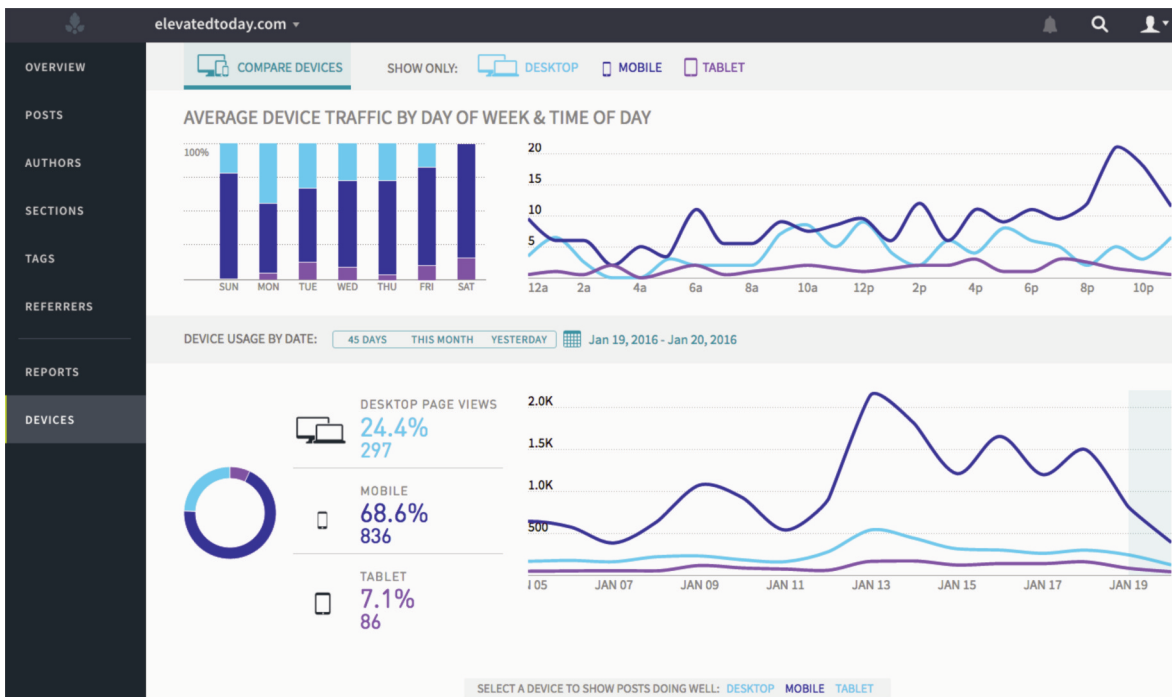 elevatedtoday.com
OVERVIEW
POSTS
AUTHORS
SECTIONS
TAGS
REFERRERS
REPORTS
DEVICES
COMPARE DEVICES SHOW ONLY: DESKTOP MOBILE TABLET
AVERAGE DEVICE TRAFFIC BY DAY OF WEEK & TIME OF DAY
100%
SUN MON TUE WED THU FRI SAT
20
15
10
5
12a 2a 4a 6a 8a 10a 12p 2p 4p 6p 8p 10p
DEVICE USAGE BY DATE: 45 DAYS THIS MONTH YESTERDAY Jan 19, 2016 - Jan 20, 2016
DESKTOP PAGE VIEWS
24.4%
297
MOBILE
68.6%
836
TABLET
7.1%
86
2.0K
1.5K
1.0K
500
05 JAN 07 JAN 09 JAN 11 JAN 13 JAN 15 JAN 17 JAN 19
SELECT A DEVICE TO SHOW POSTS DOING WELL: DESKTOP MOBILE TABLET